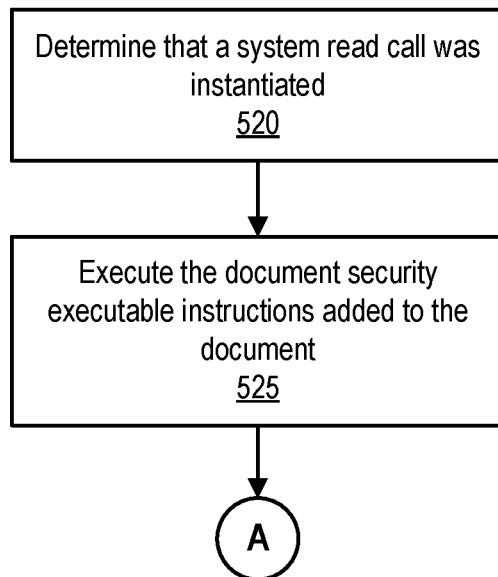 Determine that a system read call was
instantiated
520
Execute the document security
executable instructions added to the
document
525
A